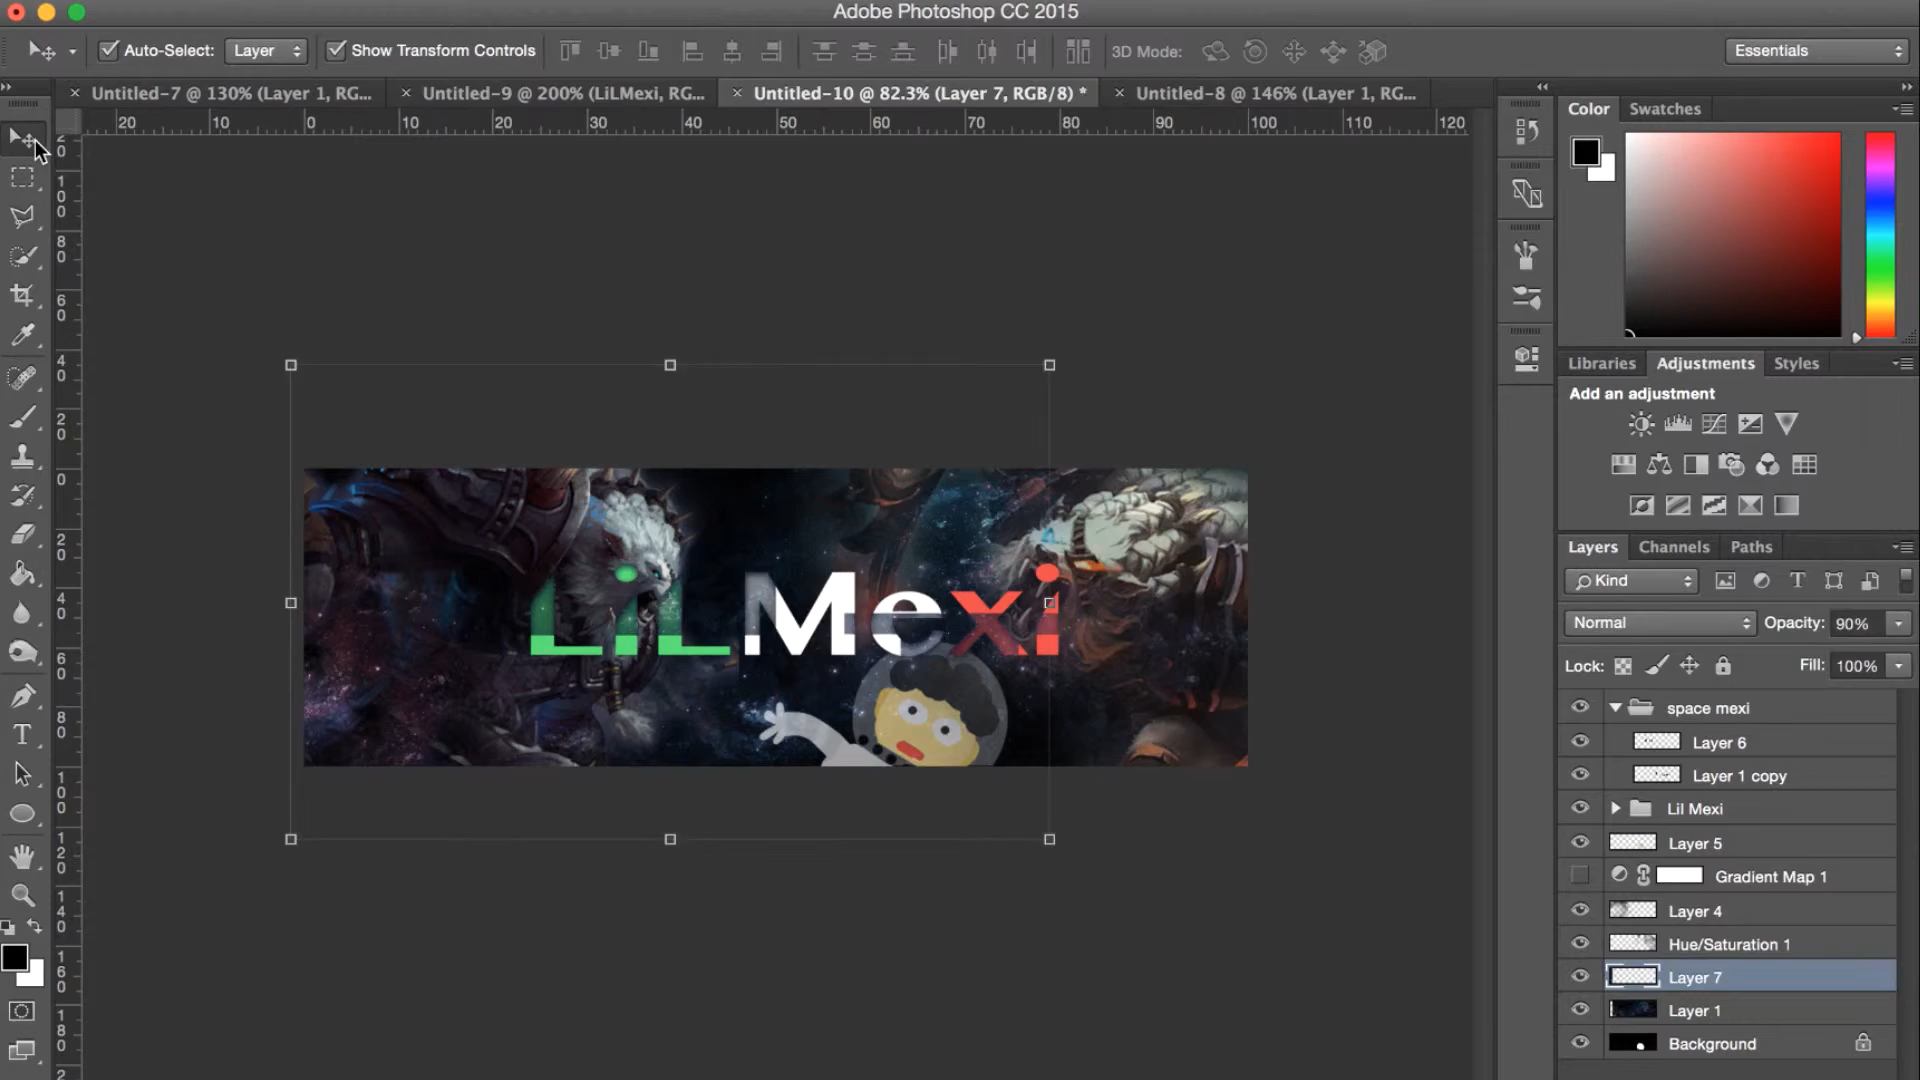 Adobe Photoshop CC 2015
Auto-Select: Layer Show Transform Controls 3D Mode: Essentials
× Untitled-7 @ 130% (Layer 1, RG... × Untitled-9 @ 200% (LiLMexi, RG... × Untitled-10 @ 82.3% (Layer 7, RGB/8) * × Untitled-8 @ 146% (Layer 1, RG...
20 10 0 10 20 30 40 50 60 70 80 90 100 110 120
Color Swatches
Libraries Adjustments Styles
Add an adjustment
LiLMexi
Layers Channels Paths
Kind
Normal Opacity: 90%
Lock: Fill: 100%
space mexi
Layer 6
Layer 1 copy
Lil Mexi
Layer 5
Gradient Map 1
Layer 4
Hue/Saturation 1
Layer 7
Layer 1
Background